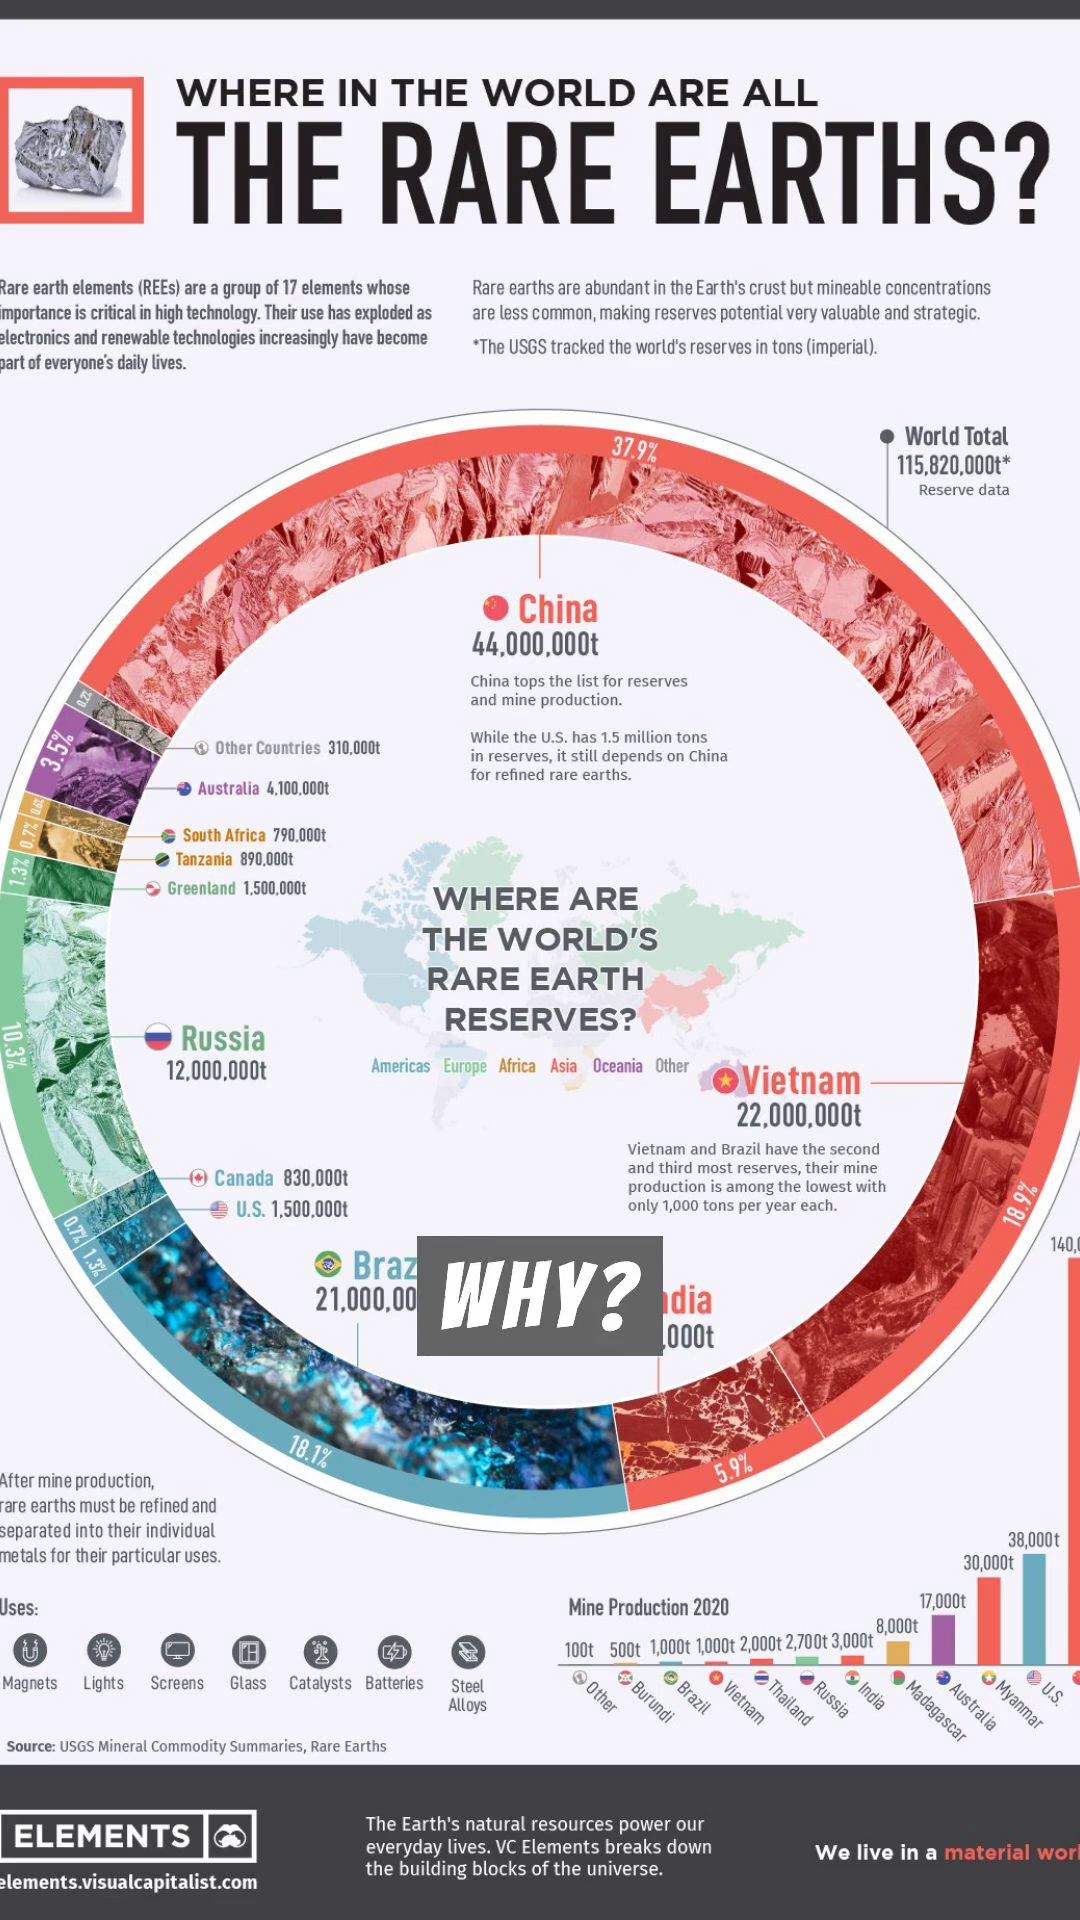 WHERE IN THE WORLD ARE ALL
THE RARE EARTHS?
Rare earth elements (REEs) are a group of 17 elements whose
importance is critical in high technology. Their use has exploded as
electronics and renewable technologies increasingly have become
part of everyone's daily lives.
Rare earths are abundant in the Earth's crust but mineable concentrations
are less common, making reserves potential very valuable and strategic.
*The USGS tracked the world's reserves in tons (imperial).
World Total
115,820,000t*
Reserve data
37.9%
China
44,000,000t
China tops the list for reserves
and mine production.
While the U.S. has 1.5 million tons
in reserves, it still depends on China
for refined rare earths.
0.2%
Other Countries 310,000t
3.5%
Australia 4,100,000t
South Africa 790,000t
0.7%
Tanzania 890,000t
1.3%
Greenland 1,500,000t
WHERE ARE
THE WORLD'S
RARE EARTH
RESERVES?
Americas Europe Africa Asia Oceania Other
10.3%
Russia
12,000,000t
Vietnam
22,000,000t
Vietnam and Brazil have the second
and third most reserves, their mine
production is among the lowest with
only 1,000 tons per year each.
18.9%
Canada 830,000t
U.S. 1,500,000t
0.7%
1.3%
Braz
21,000,00
WHY?
dia
,000t
18.1%
5.9%
After mine production,
rare earths must be refined and
separated into their individual
metals for their particular uses.
Uses:
Magnets Lights Screens Glass Catalysts Batteries Steel
Alloys
Mine Production 2020
100t 500t 1,000t 1,000t 2,000t 2,700t 3,000t 8,000t 17,000t 30,000t 38,000t 140,0
Other Burundi Brazil Vietnam Thailand Russia India Madagascar Australia Myanmar U.S.
Source: USGS Mineral Commodity Summaries, Rare Earths
ELEMENTS
elements.visualcapitalist.com
The Earth's natural resources power our
everyday lives. VC Elements breaks down
the building blocks of the universe.
We live in a material worl